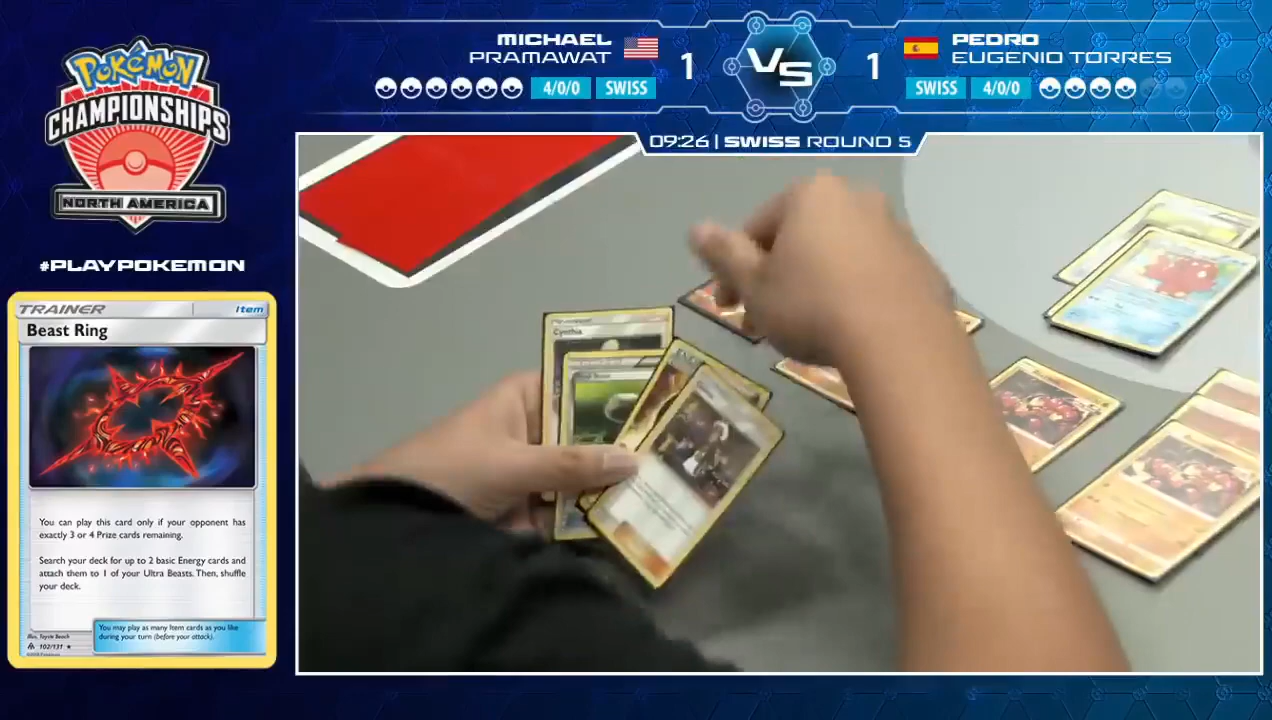 POKÉMON
CHAMPIONSHIPS
NORTH AMERICA
#PLAYPOKEMON
MICHAEL
PRAMAWAT
1
4/0/0
SWISS
VS
PEDRO
EUGENIO TORRES
1
SWISS
4/0/0
09:26 | SWISS ROUND 5
TRAINER
Item
Beast Ring
You can play this card only if your opponent has
exactly 3 or 4 Prize cards remaining.
Search your deck for up to 2 basic Energy cards and
attach them to 1 of your Ultra Beasts. Then, shuffle
your deck.
You may play as many Item cards as you like
during your turn (before your attack).
102/131
Cynthia